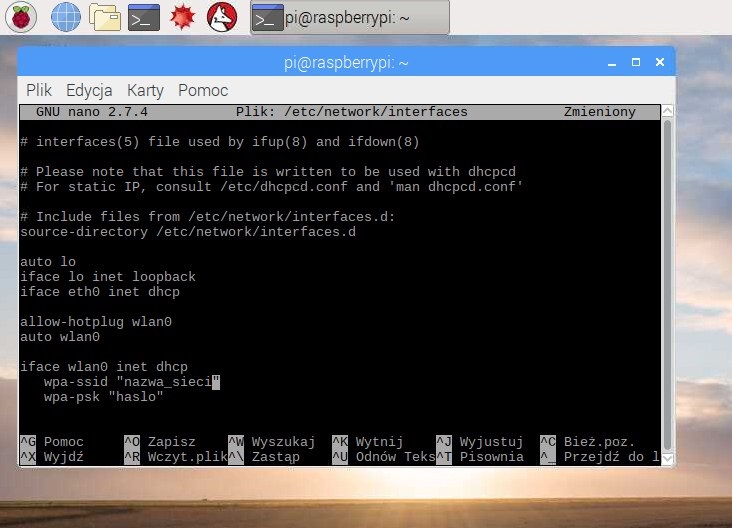 pi@raspberrypi: ~
pi@raspberrypi: ~
Plik Edycja Karty Pomoc
GNU nano 2.7.4 Plik: /etc/network/interfaces Zmieniony
# interfaces(5) file used by ifup(8) and ifdown(8)
# Please note that this file is written to be used with dhcpcd
# For static IP, consult /etc/dhcpcd.conf and 'man dhcpcd.conf'
# Include files from /etc/network/interfaces.d:
source-directory /etc/network/interfaces.d
auto lo
iface lo inet loopback
iface eth0 inet dhcp
allow-hotplug wlan0
auto wlan0
iface wlan0 inet dhcp
wpa-ssid "nazwa_sieci"
wpa-psk "haslo"
^G Pomoc ^O Zapisz ^W Wyszukaj ^K Wytnij ^J Wyjustuj ^C Bież.poz.
^X Wyjdź ^R Wczyt.plik ^\ Zastąp ^U Odnów Teks ^T Pisownia ^_ Przejdź do l